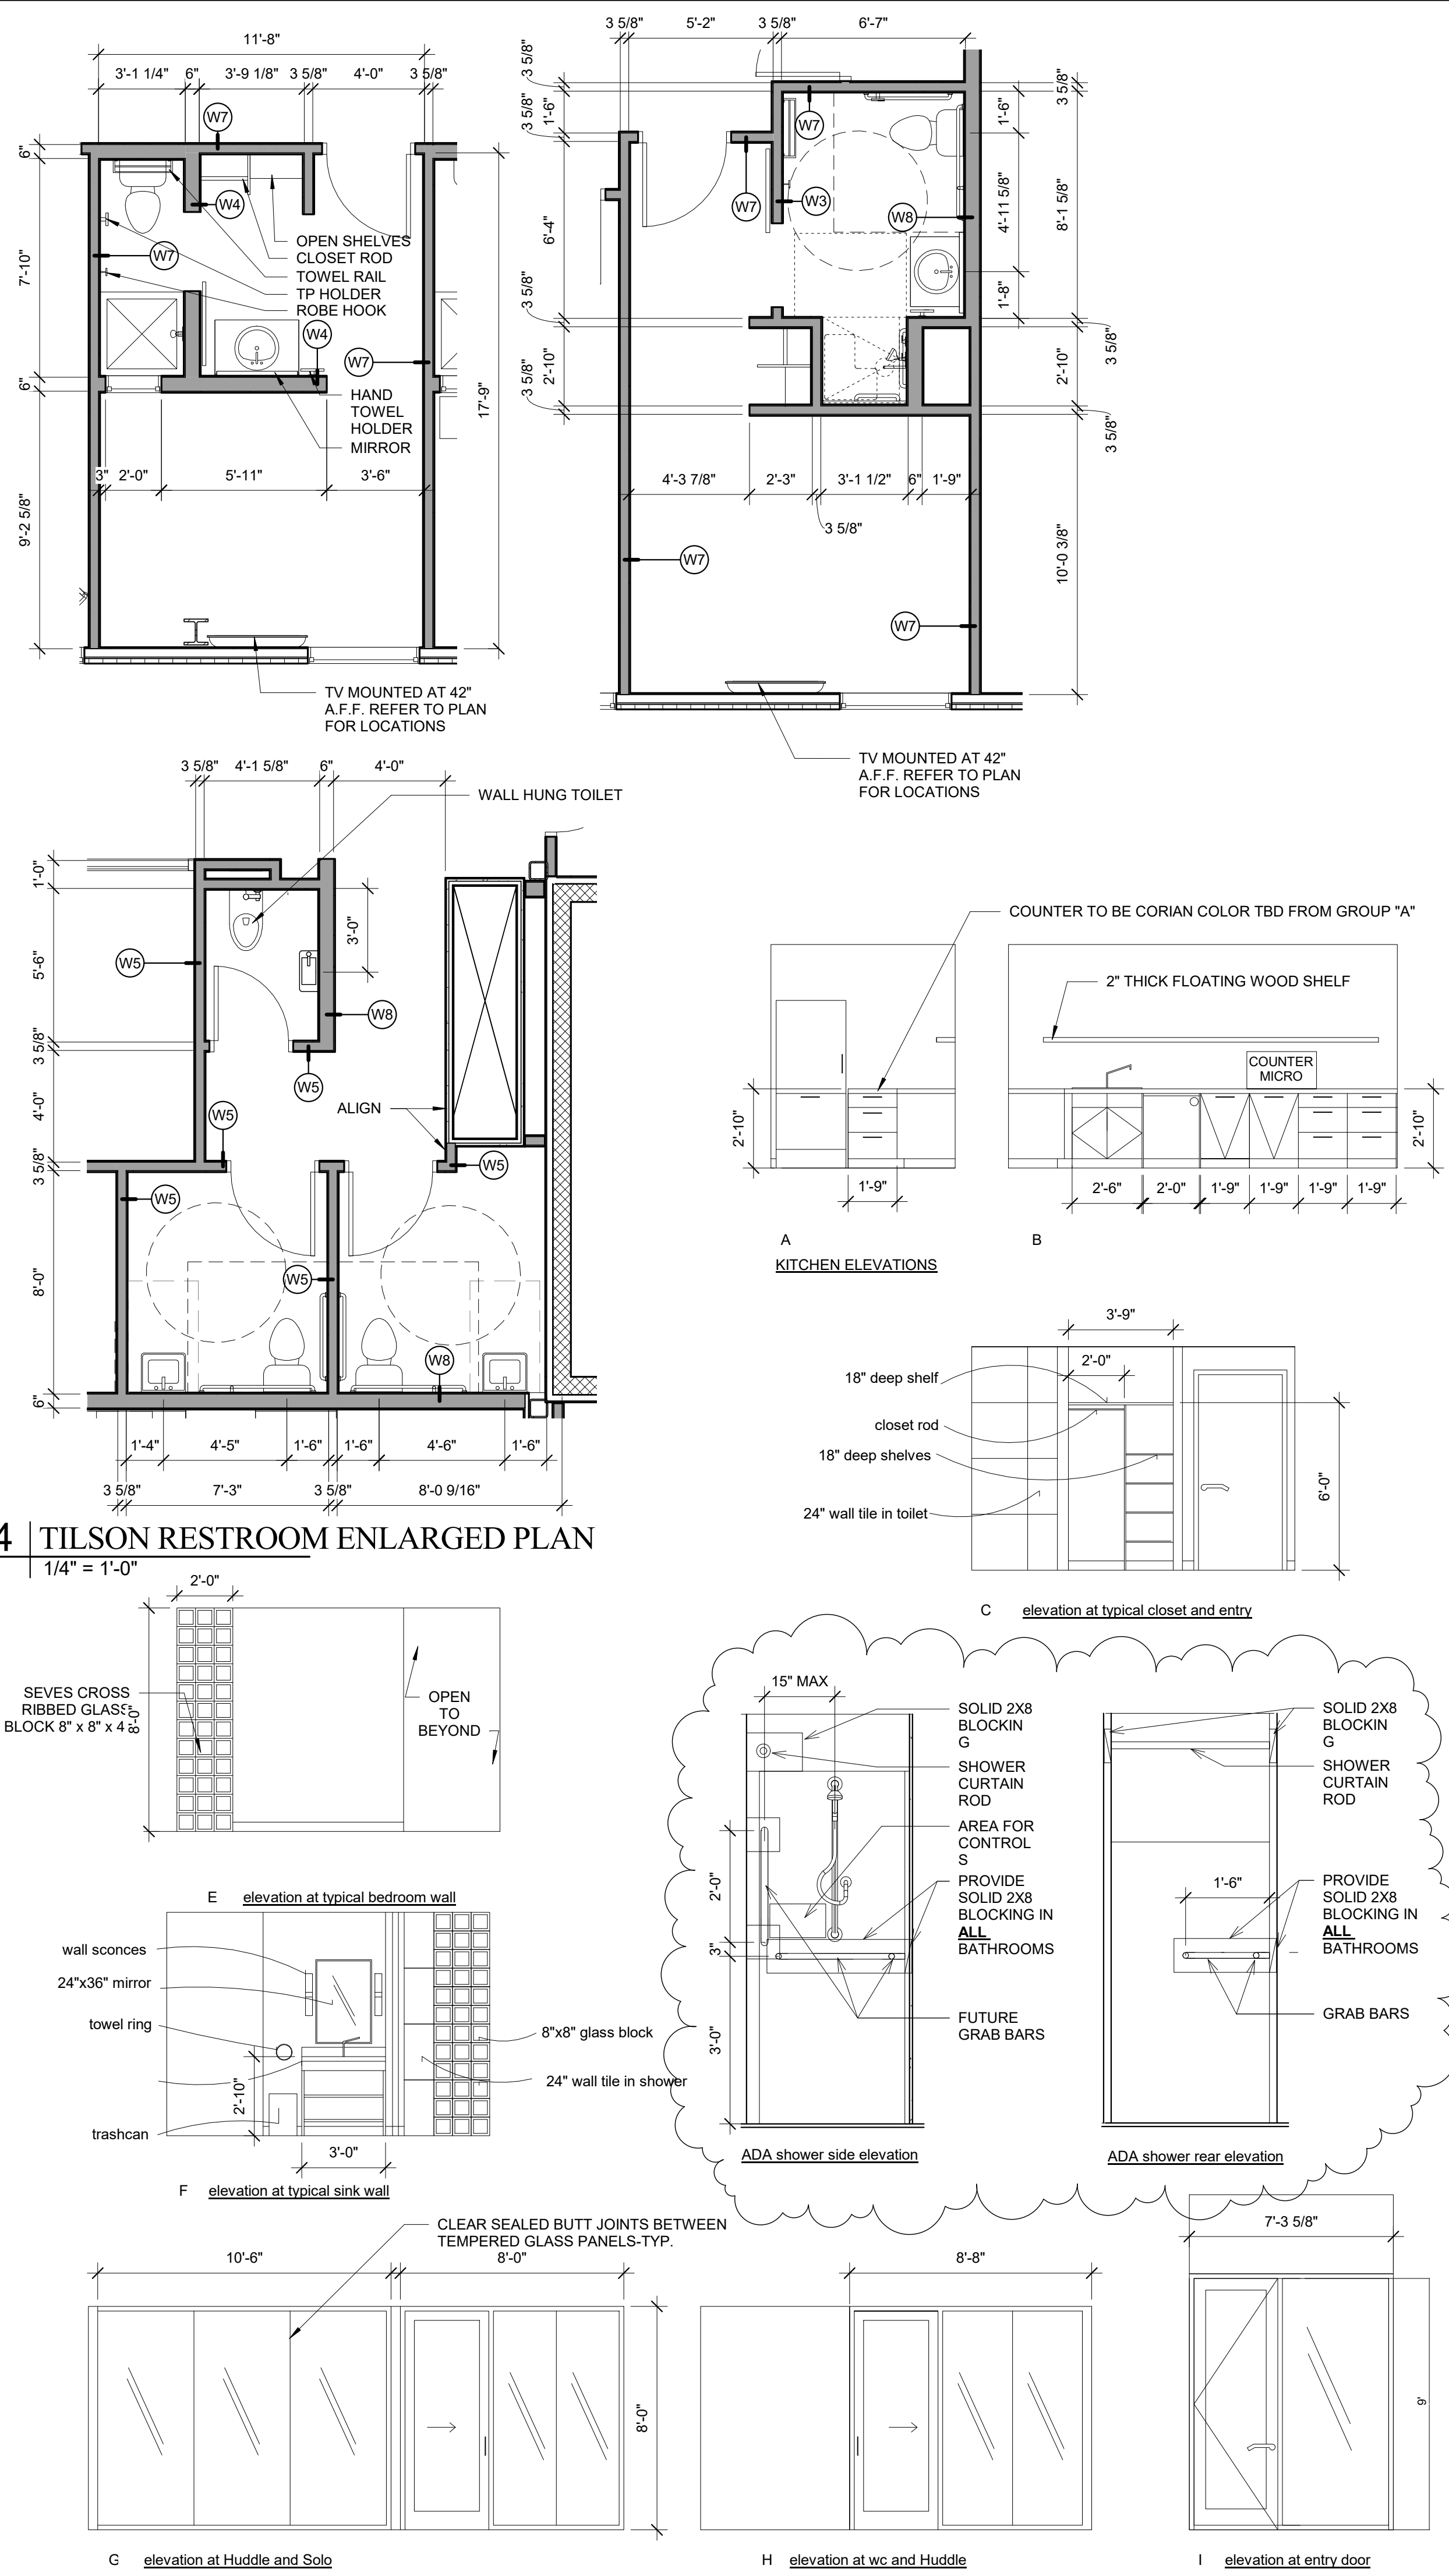 11'-8"
3'-1 1/4" 6" 3'-9 1/8" 3 5/8" 4'-0" 3 5/8"
W7
6"
W4
OPEN SHELVES
CLOSET ROD
TOWEL RAIL
TP HOLDER
ROBE HOOK
W7
7'-10"
W4
W7
6"
17'-9"
HAND
TOWEL
HOLDER
MIRROR
3" 2'-0" 5'-11" 3'-6"
9'-2 5/8"
TV MOUNTED AT 42"
A.F.F. REFER TO PLAN
FOR LOCATIONS
3 5/8" 5'-2" 3 5/8" 6'-7"
3 5/8"
3 5/8"
1'-6"
3 5/8"
1'-6"
W7
W7
W3
W8
6'-4"
4'-11 5/8"
8'-1 5/8"
3 5/8"
1'-8"
3 5/8"
2'-10"
3 5/8"
2'-10"
3 5/8"
4'-3 7/8" 2'-3" 3'-1 1/2" 6" 1'-9"
3 5/8"
W7
10'-0 3/8"
W7
TV MOUNTED AT 42"
A.F.F. REFER TO PLAN
FOR LOCATIONS
3 5/8" 4'-1 5/8" 6" 4'-0"
WALL HUNG TOILET
1'-0"
3'-0"
W5
5'-6"
W8
3 5/8"
W5
4'-0"
ALIGN
W5
3 5/8"
W5
W5
W5
8'-0"
W8
6"
1'-4" 4'-5" 1'-6" 1'-6" 4'-6" 1'-6"
3 5/8" 7'-3" 3 5/8" 8'-0 9/16"
4 TILSON RESTROOM ENLARGED PLAN
1/4" = 1'-0"
COUNTER TO BE CORIAN COLOR TBD FROM GROUP "A"
2" THICK FLOATING WOOD SHELF
COUNTER
MICRO
2'-10"
2'-10"
1'-9"
2'-6" 2'-0" 1'-9" 1'-9" 1'-9" 1'-9"
A B
KITCHEN ELEVATIONS
3'-9"
2'-0"
18" deep shelf
closet rod
18" deep shelves
24" wall tile in toilet
6'-0"
C elevation at typical closet and entry
2'-0"
SEVES CROSS
RIBBED GLASS
BLOCK 8" x 8" x 4
8'-0"
OPEN
TO
BEYOND
E elevation at typical bedroom wall
wall sconces
24"x36" mirror
towel ring
8"x8" glass block
24" wall tile in shower
2'-10"
trashcan
3'-0"
F elevation at typical sink wall
15" MAX
SOLID 2X8
BLOCKIN
G
SHOWER
CURTAIN
ROD
AREA FOR
CONTROL
S
PROVIDE
SOLID 2X8
BLOCKING IN
ALL
BATHROOMS
FUTURE
GRAB BARS
2'-0"
3"
3'-0"
ADA shower side elevation
SOLID 2X8
BLOCKIN
G
SHOWER
CURTAIN
ROD
1'-6"
PROVIDE
SOLID 2X8
BLOCKING IN
ALL
BATHROOMS
GRAB BARS
ADA shower rear elevation
CLEAR SEALED BUTT JOINTS BETWEEN
TEMPERED GLASS PANELS-TYP.
10'-6" 8'-0"
8'-0"
G elevation at Huddle and Solo
8'-8"
H elevation at wc and Huddle
7'-3 5/8"
9'
I elevation at entry door